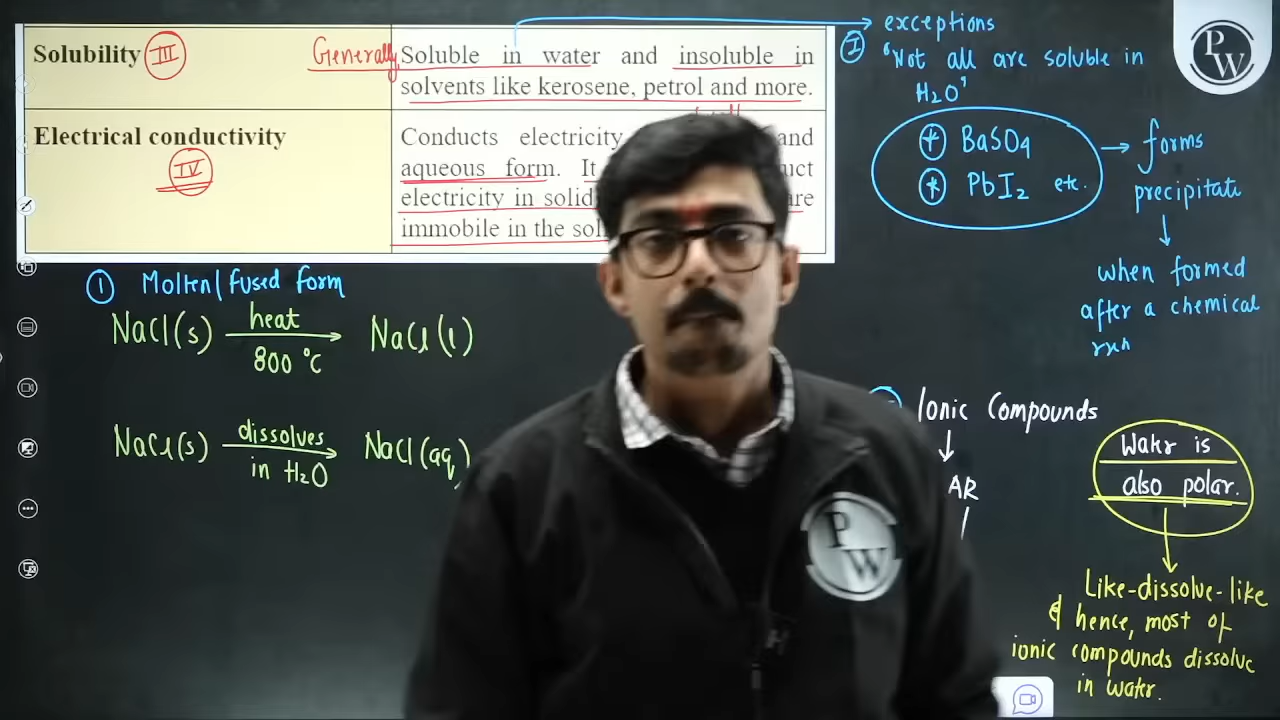 Solubility III
Generally, Soluble in water and insoluble in
solvents like kerosene, petrol and more.
Electrical conductivity
IV
Conducts electricity and
aqueous form. It
electricity in solid
immobile in the
① Molten/fused form
NaCl(s) heat NaCl(l)
800 °C
NaCl(s) dissolves NaCl(aq)
in H₂O
exceptions
I 'Not all are soluble in
H₂O'
* BaSO₄
* PbI₂ etc.
forms
precipitate
when formed
after a chemical
rxn
Ionic Compounds
AR
Water is
also polar.
Like-dissolve-like
& hence, most of
ionic compounds dissolve
in water.
PW
PW